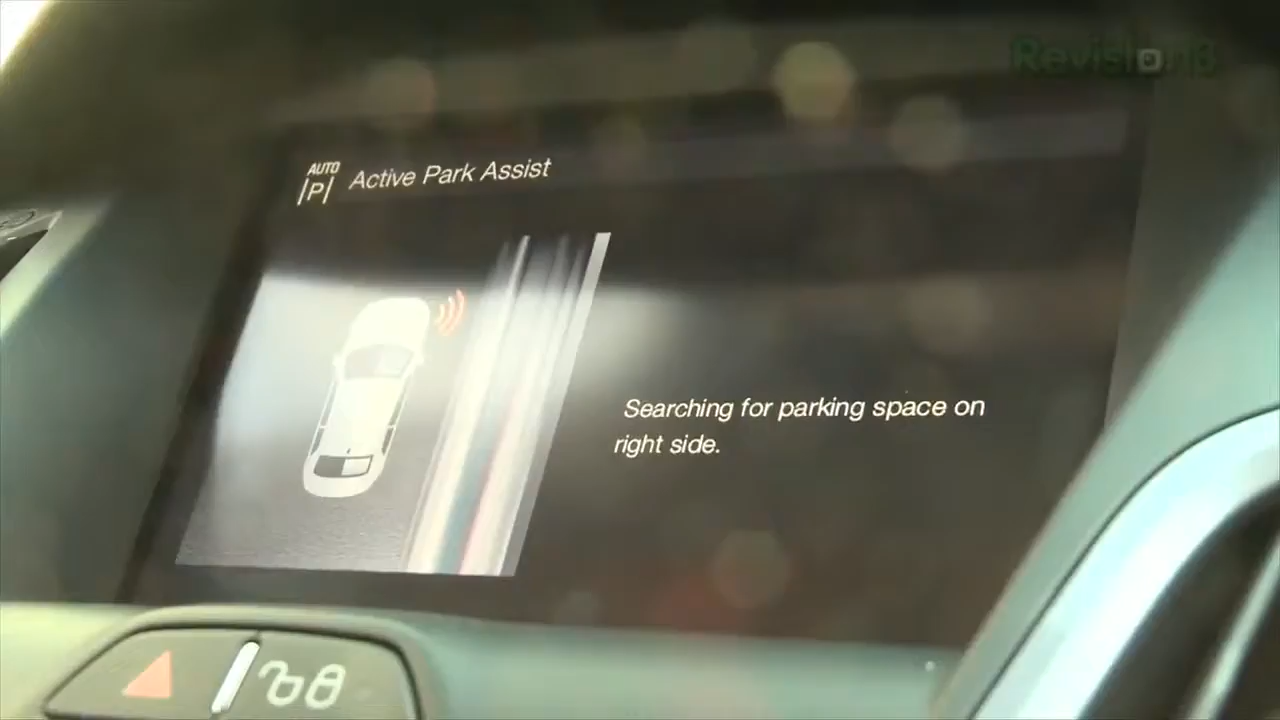 Revision3
AUTO
|P| Active Park Assist
Searching for parking space on
right side.